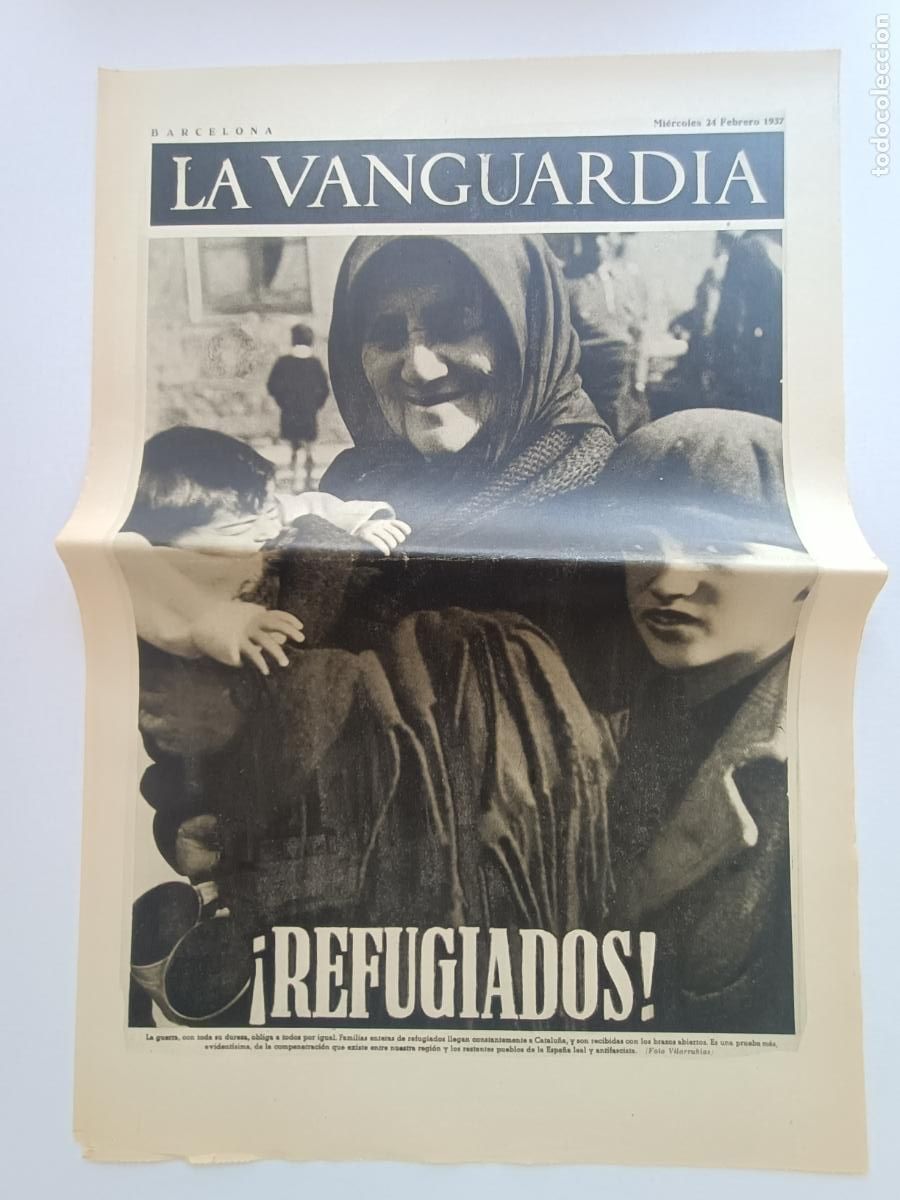 BARCELONA
Miércoles 24 Febrero 1937
LA VANGUARDIA
¡REFUGIADOS!
La guerra, con toda su dureza, obliga a todos por igual. Familias enteras de refugiados llegan constantemente a Cataluña, y son recibidas con los brazos abiertos. Es una prueba más,
evidentísima, de la compenetración que existe entre nuestra región y los restantes pueblos de la España leal y antifascista. (Foto Vilarrubias)
todocoleccion